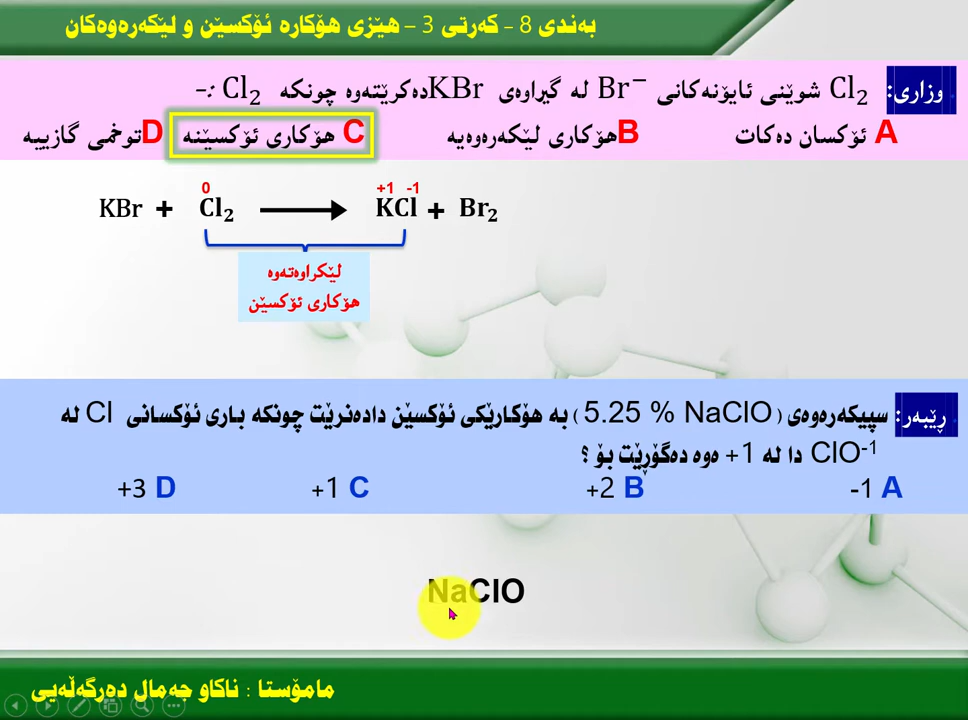 بەندی 8 - کەرتی 3 - هێزی هۆکارە ئۆکسێن و لێکەرەوەکان
وزاری: Cl₂ شوێنی ئایۆنەکانی Br⁻ لە گیراوەی KBr دەکرێتەوە چونکە Cl₂ :-
A ئۆکسان دەکات B هۆکاری لێکەرەوەیە C هۆکاری ئۆکسێنە D توخمی گازییە
0 +1 -1
KBr + Cl₂ ⟶ KCl + Br₂
لێکراوەتەوە
هۆکاری ئۆکسێن
رێبەر: سپیکەرەوەی (5.25 % NaClO) بە هۆکارێکی ئۆکسێن دادەنرێت چونکە باری ئۆکسانی Cl لە
ClO⁻¹ دا لە 1+ ەوە دەگۆڕێت بۆ ؟
A -1 B +2 C +1 D +3
NaClO
مامۆستا : ناکاو جەمال دەرگەڵەیی